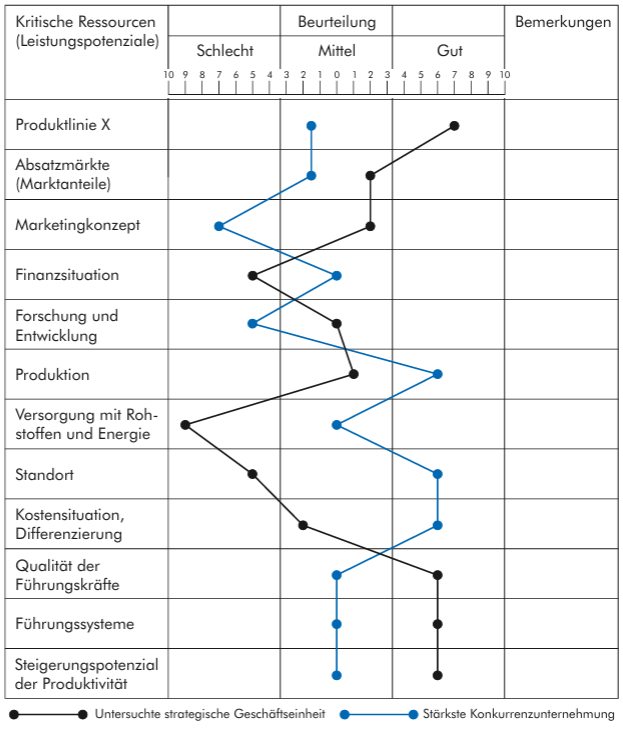 Kritische Ressourcen
(Leistungspotenziale)
Beurteilung
Bemerkungen
Schlecht
Mittel
Gut
10 9 8 7 6 5 4 3 2 1 0 1 2 3 4 5 6 7 8 9 10
Produktlinie X
Absatzmärkte
(Marktanteile)
Marketingkonzept
Finanzsituation
Forschung und
Entwicklung
Produktion
Versorgung mit Roh-
stoffen und Energie
Standort
Kostensituation,
Differenzierung
Qualität der
Führungskräfte
Führungssysteme
Steigerungspotenzial
der Produktivität
Untersuchte strategische Geschäftseinheit
Stärkste Konkurrenzunternehmung